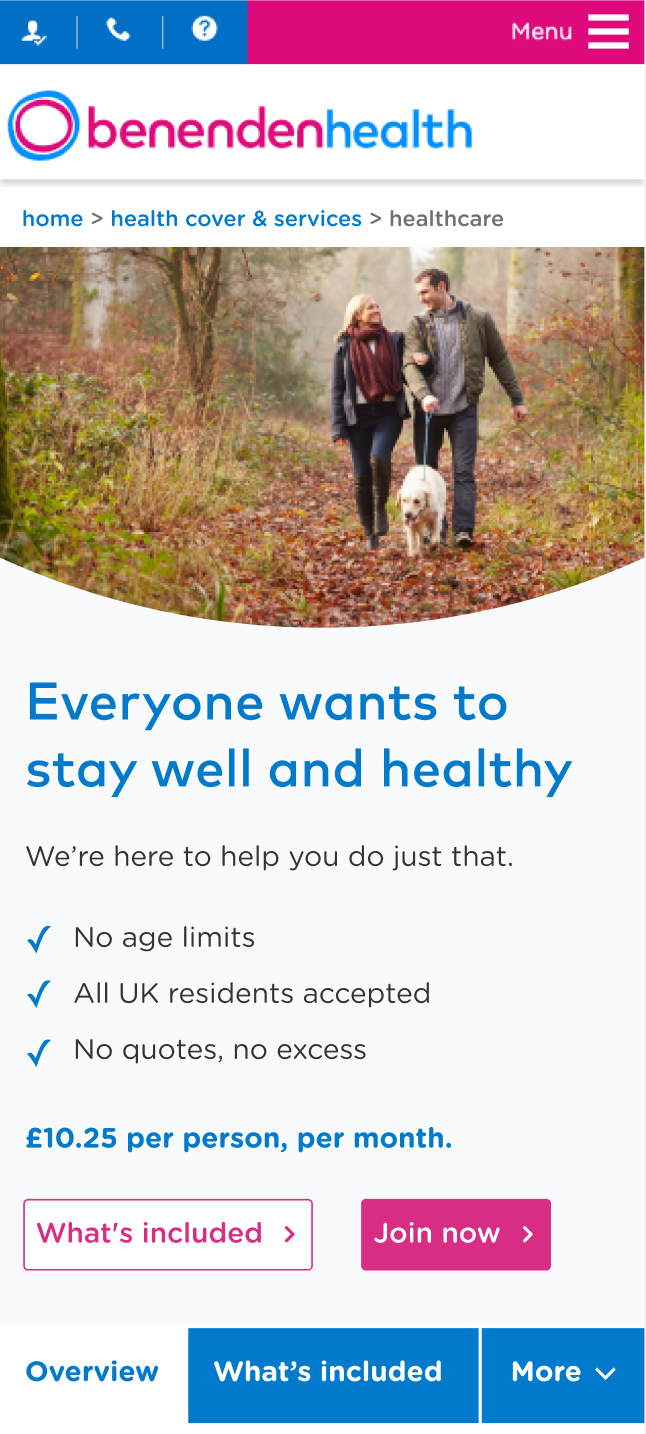 Menu
benendenhealth
home > health cover & services > healthcare
Everyone wants to
stay well and healthy
We’re here to help you do just that.
No age limits
All UK residents accepted
No quotes, no excess
£10.25 per person, per month.
What's included >
Join now >
Overview
What’s included
More